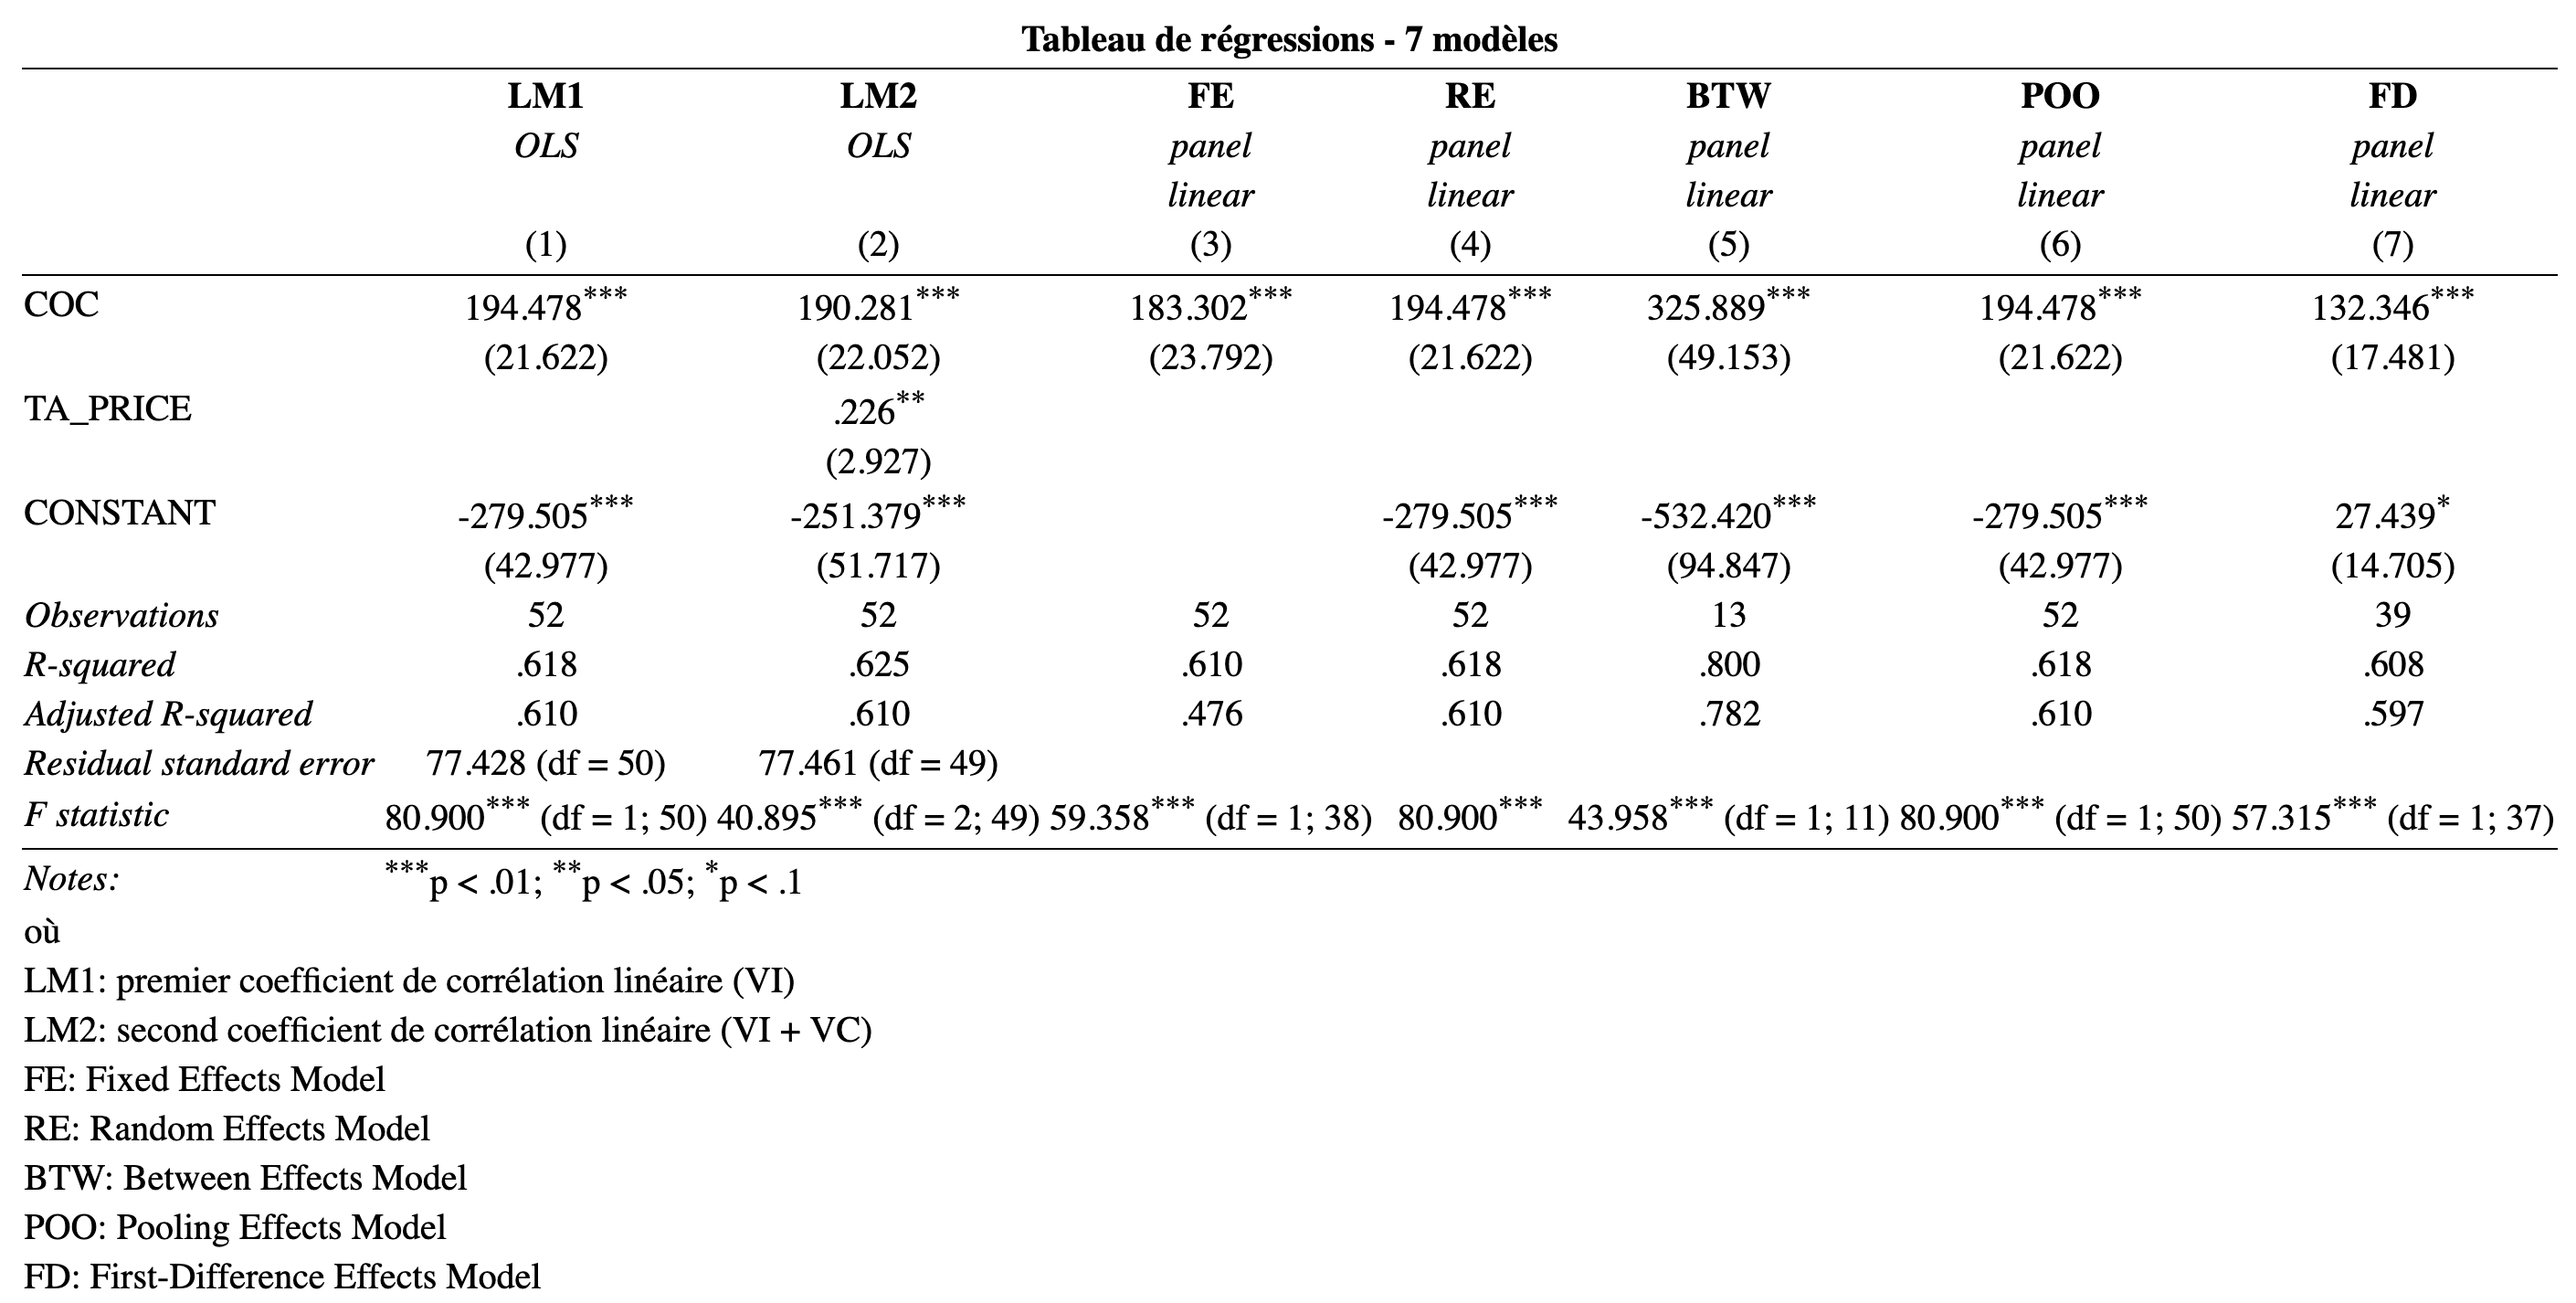 Tableau de régressions - 7 modèles
LM1 LM2 FE RE BTW POO FD
OLS OLS panel panel panel panel panel
linear linear linear linear linear
(1) (2) (3) (4) (5) (6) (7)
COC 194.478*** 190.281*** 183.302*** 194.478*** 325.889*** 194.478*** 132.346***
(21.622) (22.052) (23.792) (21.622) (49.153) (21.622) (17.481)
TA_PRICE .226**
(2.927)
CONSTANT -279.505*** -251.379*** -279.505*** -532.420*** -279.505*** 27.439*
(42.977) (51.717) (42.977) (94.847) (42.977) (14.705)
Observations 52 52 52 52 13 52 39
R-squared .618 .625 .610 .618 .800 .618 .608
Adjusted R-squared .610 .610 .476 .610 .782 .610 .597
Residual standard error 77.428 (df = 50) 77.461 (df = 49)
F statistic 80.900*** (df = 1; 50) 40.895*** (df = 2; 49) 59.358*** (df = 1; 38) 80.900*** 43.958*** (df = 1; 11) 80.900*** (df = 1; 50) 57.315*** (df = 1; 37)
Notes: ***p < .01; **p < .05; *p < .1
où
LM1: premier coefficient de corrélation linéaire (VI)
LM2: second coefficient de corrélation linéaire (VI + VC)
FE: Fixed Effects Model
RE: Random Effects Model
BTW: Between Effects Model
POO: Pooling Effects Model
FD: First-Difference Effects Model